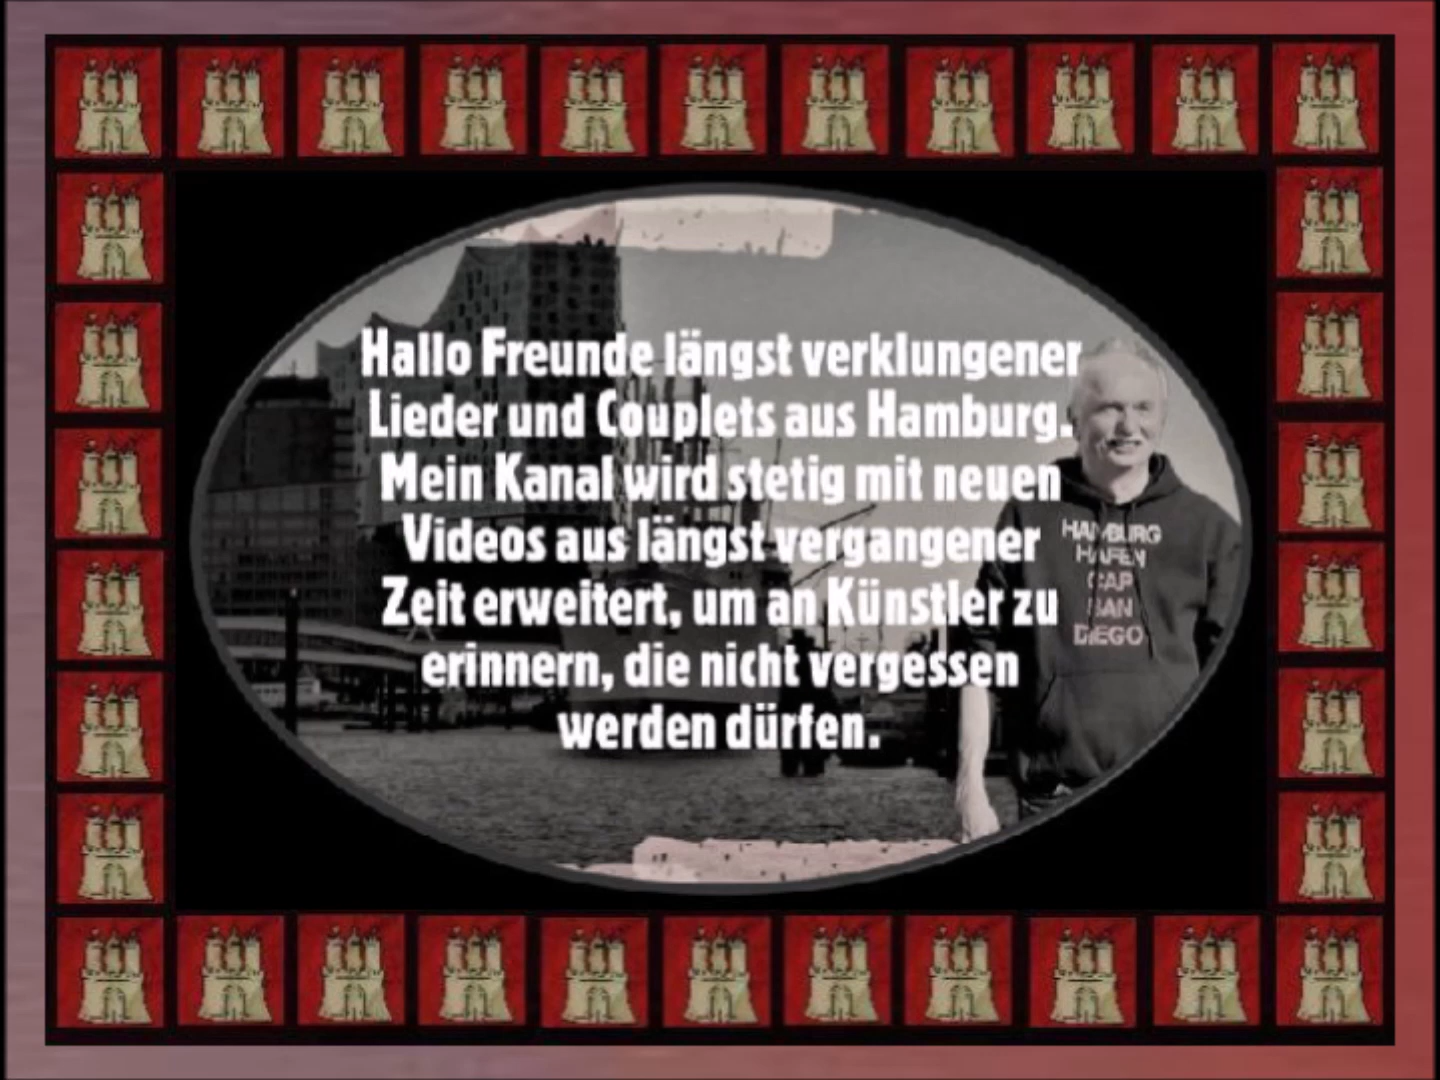 Hallo Freunde längst verklungener
Lieder und Couplets aus Hamburg.
Mein Kanal wird stetig mit neuen
Videos aus längst vergangener
Zeit erweitert, um an Künstler zu
erinnern, die nicht vergessen
werden dürfen.
HAMBURG
HAFEN
CAP
SAN
DIEGO